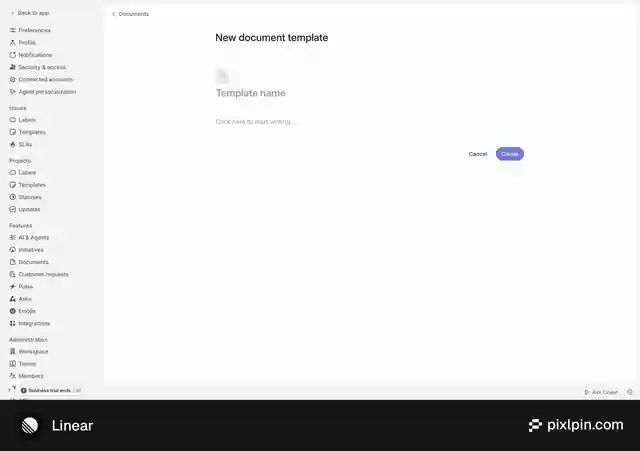 Back to app
Preferences
Profile
Notifications
Security & access
Connected accounts
Agent personalization
Issues
Labels
Templates
SLAs
Projects
Labels
Templates
Statuses
Updates
Features
AI & Agents
Initiatives
Documents
Customer requests
Pulse
Asks
Emojis
Integrations
Administration
Workspace
Teams
Members
Business trial ends
Documents
New document template
Template name
Click here to start writing...
Cancel
Create
Ask Linear
Linear
pixlpin.com